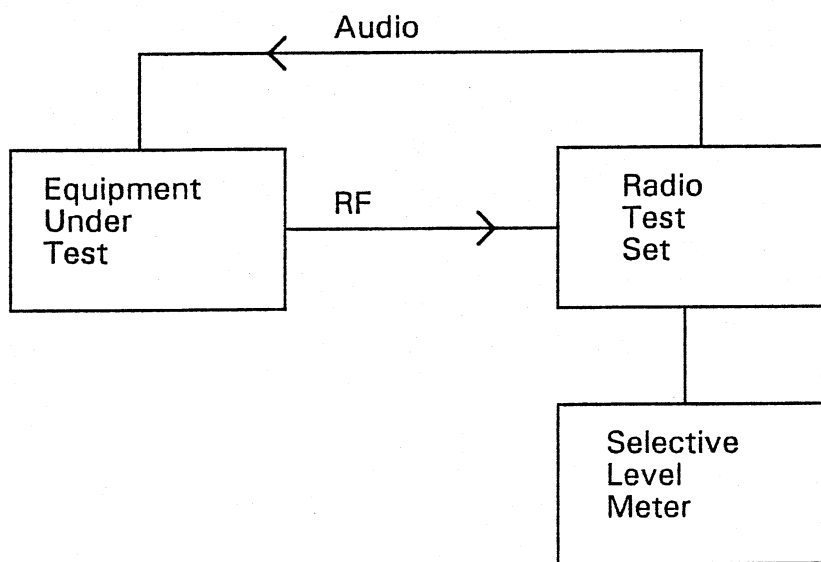 Audio
Equipment
Under
Test
RF
Radio
Test
Set
Selective
Level
Meter